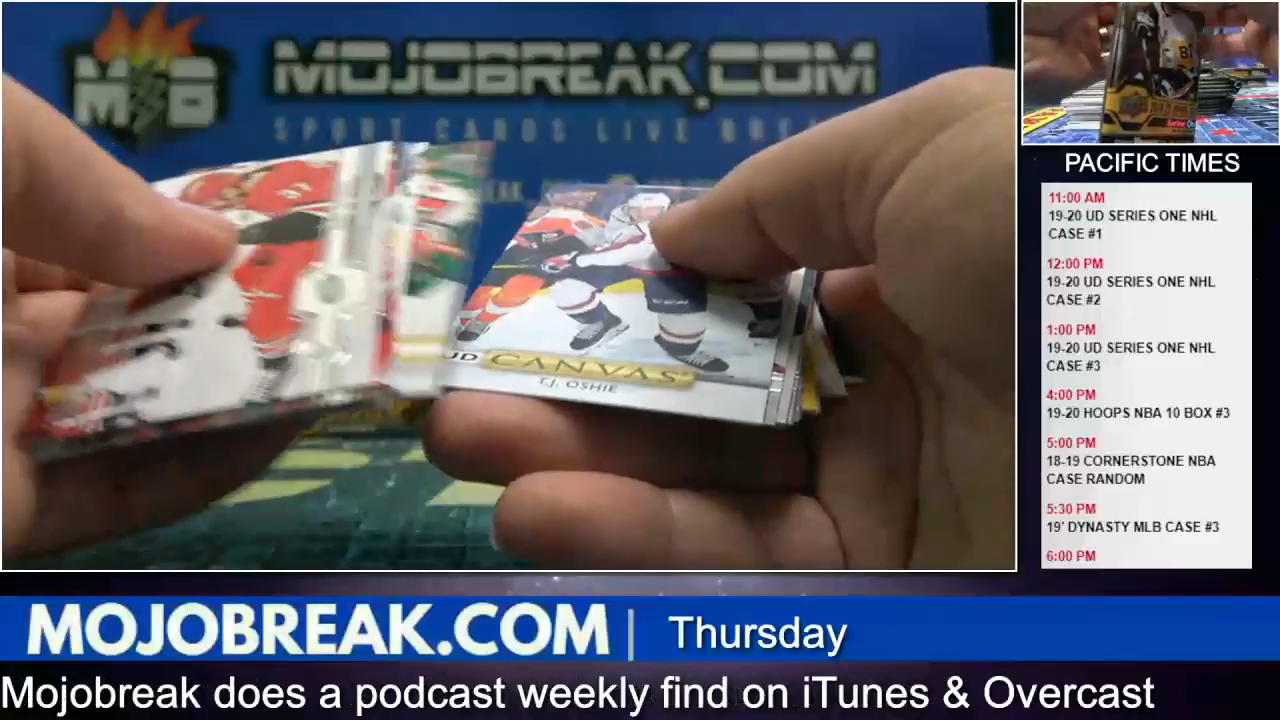 MOJOBREAK.COM
MB
SPORT CARDS LIVE BREA
CANVAS
T.J. OSHIE
PACIFIC TIMES
11:00 AM
19-20 UD SERIES ONE NHL
CASE #1
12:00 PM
19-20 UD SERIES ONE NHL
CASE #2
1:00 PM
19-20 UD SERIES ONE NHL
CASE #3
4:00 PM
19-20 HOOPS NBA 10 BOX #3
5:00 PM
18-19 CORNERSTONE NBA
CASE RANDOM
5:30 PM
19' DYNASTY MLB CASE #3
6:00 PM
MOJOBREAK.COM | Thursday
Mojobreak does a podcast weekly find on iTunes & Overcast